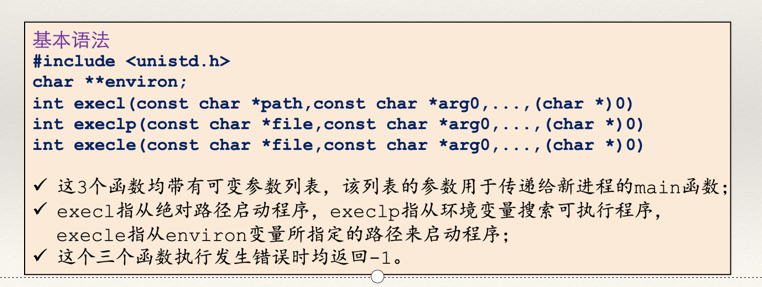 基本语法
#include <unistd.h>
char **environ;
int execl(const char *path,const char *arg0,...,(char *)0)
int execlp(const char *file,const char *arg0,...,(char *)0)
int execle(const char *file,const char *arg0,...,(char *)0)
✓ 这3个函数均带有可变参数列表，该列表的参数用于传递给新进程的main函数；
✓ execl指从绝对路径启动程序，execlp指从环境变量搜索可执行程序，
execle指从environ变量所指定的路径来启动程序；
✓ 这个三个函数执行发生错误时均返回-1。